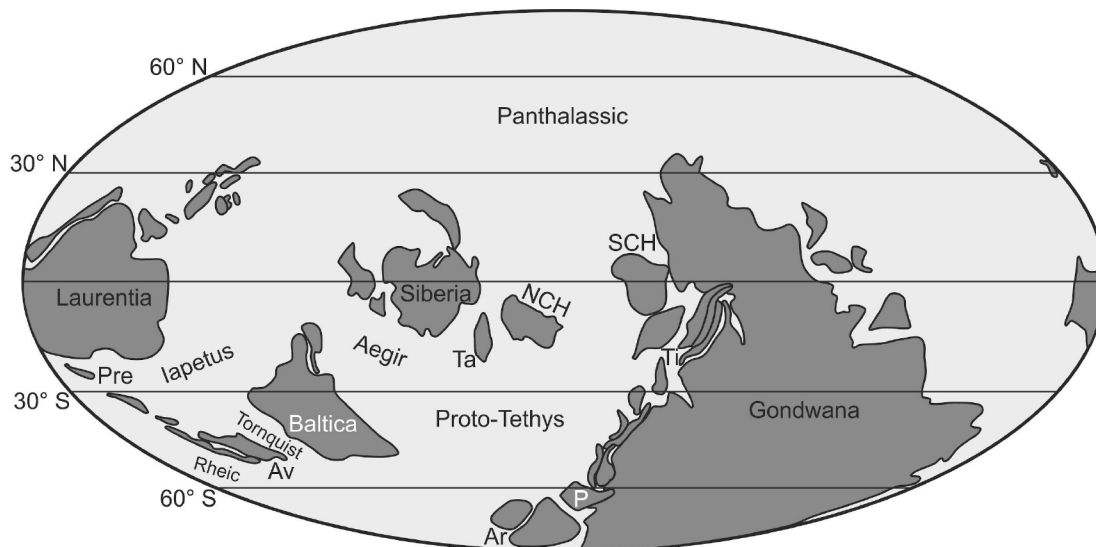 60° N
Panthalassic
30° N
SCH
Laurentia
Siberia
NCH
Iapetus
Aegir
Ta
Ti
Pre
30° S
Gondwana
Baltica
Proto-Tethys
Tornquist
Rheic
Av
60° S
P
Ar